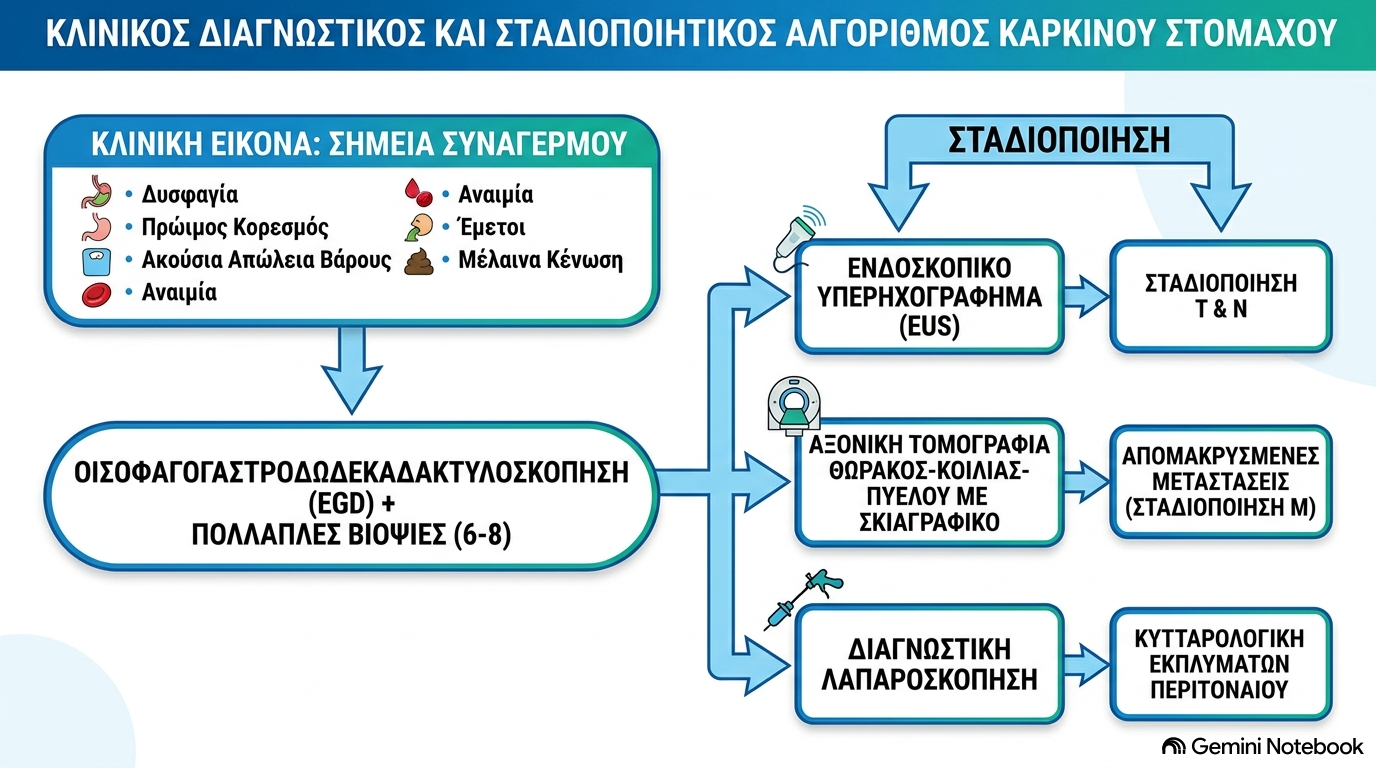 ΚΛΙΝΙΚΟΣ ΔΙΑΓΝΩΣΤΙΚΟΣ ΚΑΙ ΣΤΑΔΙΟΠΟΙΗΤΙΚΟΣ ΑΛΓΟΡΙΘΜΟΣ ΚΑΡΚΙΝΟΥ ΣΤΟΜΑΧΟΥ
ΚΛΙΝΙΚΗ ΕΙΚΟΝΑ: ΣΗΜΕΙΑ ΣΥΝΑΓΕΡΜΟΥ
• Δυσφαγία
• Πρώιμος Κορεσμός
• Ακούσια Απώλεια Βάρους
• Αναιμία
• Αναιμία
• Έμετοι
• Μέλαινα Κένωση
ΟΙΣΟΦΑΓΟΓΑΣΤΡΟΔΩΔΕΚΑΔΑΚΤΥΛΟΣΚΟΠΗΣΗ
(EGD) +
ΠΟΛΛΑΠΛΕΣ ΒΙΟΨΙΕΣ (6-8)
ΣΤΑΔΙΟΠΟΙΗΣΗ
ΕΝΔΟΣΚΟΠΙΚΟ
ΥΠΕΡΗΧΟΓΡΑΦΗΜΑ
(EUS)
ΣΤΑΔΙΟΠΟΙΗΣΗ
T & N
ΑΞΟΝΙΚΗ ΤΟΜΟΓΡΑΦΙΑ
ΘΩΡΑΚΟΣ-ΚΟΙΛΙΑΣ-
ΠΥΕΛΟΥ ΜΕ
ΣΚΙΑΓΡΑΦΙΚΟ
ΑΠΟΜΑΚΡΥΣΜΕΝΕΣ
ΜΕΤΑΣΤΑΣΕΙΣ
(ΣΤΑΔΙΟΠΟΙΗΣΗ M)
ΔΙΑΓΝΩΣΤΙΚΗ
ΛΑΠΑΡΟΣΚΟΠΗΣΗ
ΚΥΤΤΑΡΟΛΟΓΙΚΗ
ΕΚΠΛΥΜΑΤΩΝ
ΠΕΡΙΤΟΝΑΙΟΥ
Gemini Notebook